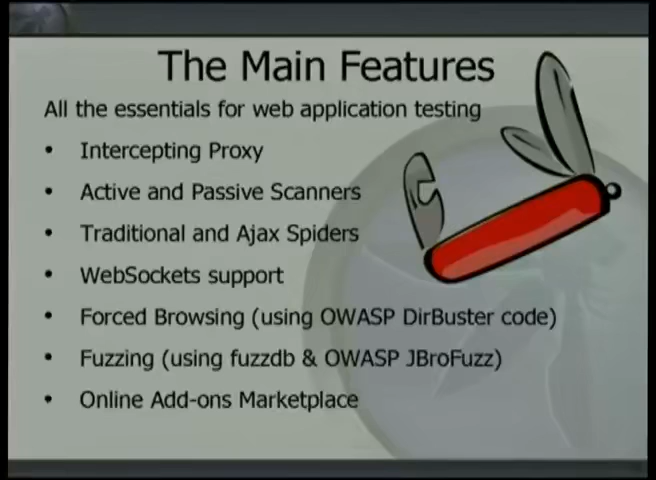 The Main Features
All the essentials for web application testing
• Intercepting Proxy
• Active and Passive Scanners
• Traditional and Ajax Spiders
• WebSockets support
• Forced Browsing (using OWASP DirBuster code)
• Fuzzing (using fuzzdb & OWASP JBroFuzz)
• Online Add-ons Marketplace